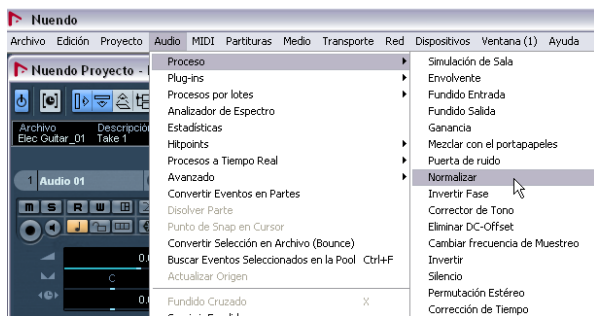 Nuendo
Archivo Edición Proyecto Audio MIDI Partituras Medio Transporte Red Dispositivos Ventana (1) Ayuda
Nuendo Proyecto -
Archivo Descripción
Elec Guitar_01 Take 1
1 Audio 01
m S R W
C
Proceso
Plug-ins
Procesos por lotes
Analizador de Espectro
Estadísticas
Hitpoints
Procesos a Tiempo Real
Avanzado
Convertir Eventos en Partes
Disolver Parte
Punto de Snap en Cursor
Convertir Selección en Archivo (Bounce)
Buscar Eventos Seleccionados en la Pool Ctrl+F
Actualizar Origen
Fundido Cruzado X
Simulación de Sala
Envolvente
Fundido Entrada
Fundido Salida
Ganancia
Mezclar con el portapapeles
Puerta de ruido
Normalizar
Invertir Fase
Corrector de Tono
Eliminar DC-Offset
Cambiar frecuencia de Muestreo
Invertir
Silencio
Permutación Estéreo
Corrección de Tiempo